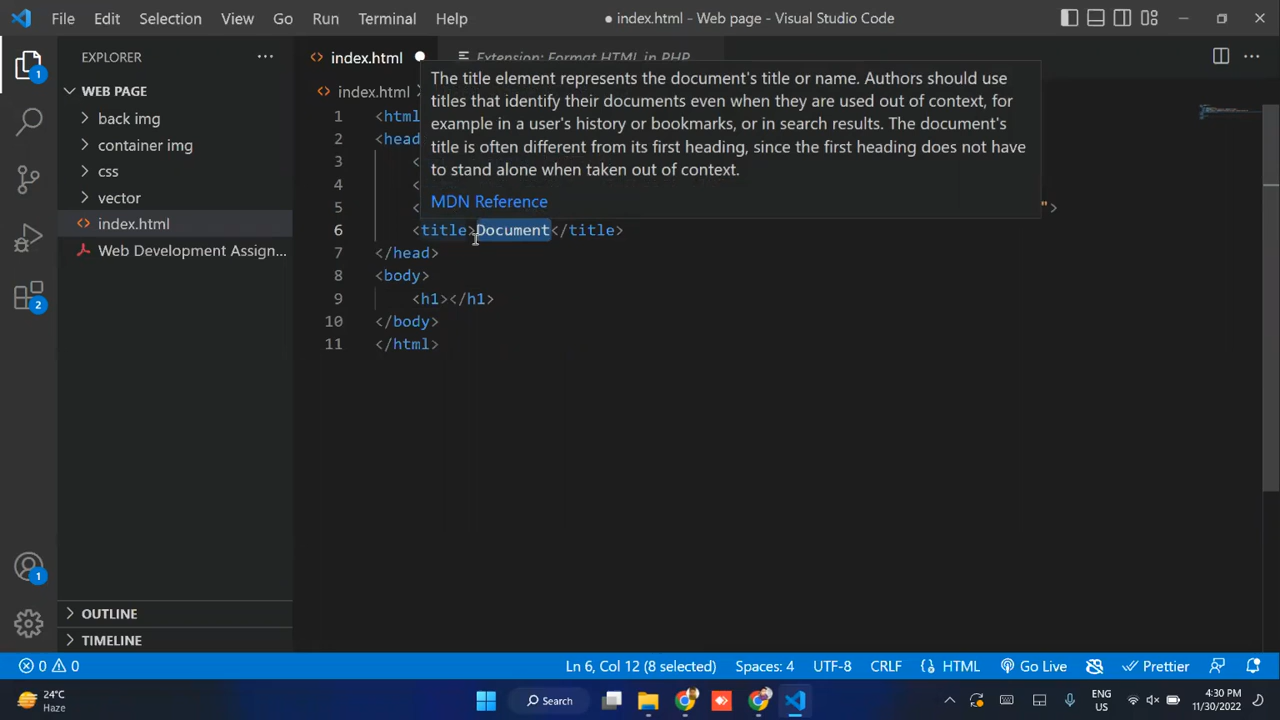 File Edit Selection View Go Run Terminal Help
● index.html - Web page - Visual Studio Code
EXPLORER
index.html
Extension: Format HTML in PHP
WEB PAGE
back img
container img
css
vector
index.html
Web Development Assign...
OUTLINE
TIMELINE
1
2
1
index.html
The title element represents the document's title or name. Authors should use
titles that identify their documents even when they are used out of context, for
example in a user's history or bookmarks, or in search results. The document's
title is often different from its first heading, since the first heading does not have
to stand alone when taken out of context.
MDN Reference
1 <html
2 <head
3 <
4 <
5 < ">
6 <title>Document</title>
7 </head>
8 <body>
9 <h1></h1>
10 </body>
11 </html>
0 0 Ln 6, Col 12 (8 selected) Spaces: 4 UTF-8 CRLF HTML Go Live Prettier
24°C
Haze
Search
ENG
US
4:30 PM
11/30/2022